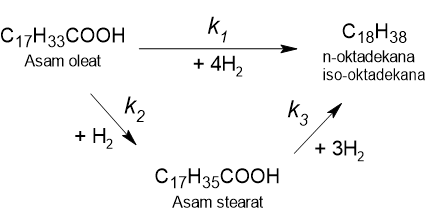 C₁₇H₃₃COOH
Asam oleat
k₁
+ 4H₂
C₁₈H₃₈
n-oktadekana
iso-oktadekana
k₂
+ H₂
k₃
+ 3H₂
C₁₇H₃₅COOH
Asam stearat